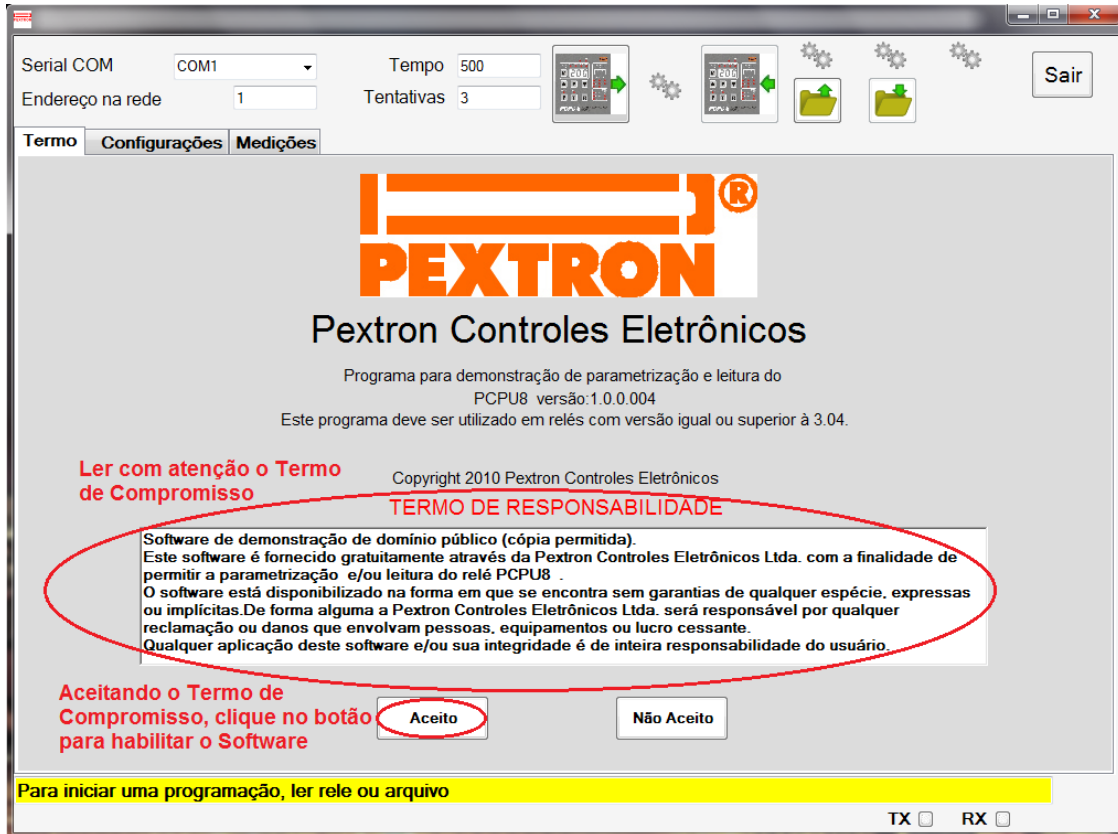 Serial COM COM1 Tempo 500
Endereço na rede 1 Tentativas 3
Sair
Termo Configurações Medições
PEXTRON ®
Pextron Controles Eletrônicos
Programa para demonstração de parametrização e leitura do
PCPU8 versão:1.0.0.004
Este programa deve ser utilizado em relés com versão igual ou superior à 3.04.
Ler com atenção o Termo
de Compromisso
Copyright 2010 Pextron Controles Eletrônicos
TERMO DE RESPONSABILIDADE
Software de demonstração de domínio público (cópia permitida).
Este software é fornecido gratuitamente através da Pextron Controles Eletrônicos Ltda. com a finalidade de
permitir a parametrização e/ou leitura do relé PCPU8 .
O software está disponibilizado na forma em que se encontra sem garantias de qualquer espécie, expressas
ou implícitas.De forma alguma a Pextron Controles Eletrônicos Ltda. será responsável por qualquer
reclamação ou danos que envolvam pessoas, equipamentos ou lucro cessante.
Qualquer aplicação deste software e/ou sua integridade é de inteira responsabilidade do usuário.
Aceitando o Termo de
Compromisso, clique no botão
para habilitar o Software
Aceito Não Aceito
Para iniciar uma programação, ler rele ou arquivo
TX RX